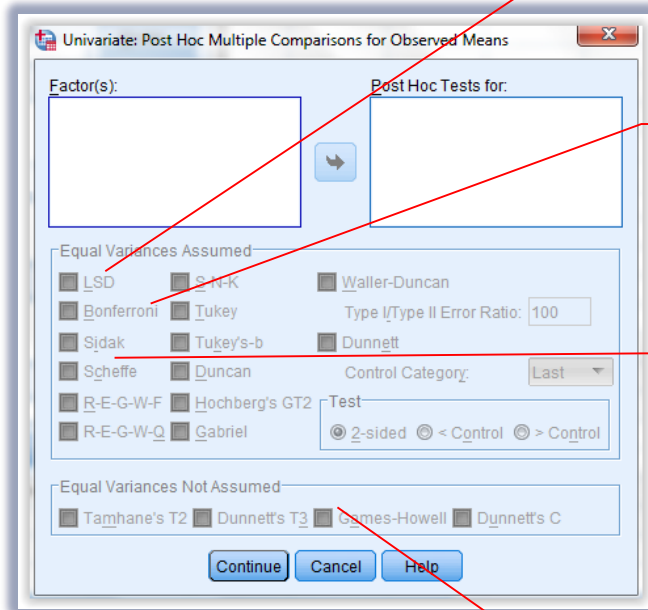 Univariate: Post Hoc Multiple Comparisons for Observed Means
Factor(s): Post Hoc Tests for:
Equal Variances Assumed
LSD S-N-K Waller-Duncan
Bonferroni Tukey Type I/Type II Error Ratio: 100
Sidak Tukey's-b Dunnett
Scheffe Duncan Control Category: Last
R-E-G-W-F Hochberg's GT2 Test
R-E-G-W-Q Gabriel 2-sided < Control > Control
Equal Variances Not Assumed
Tamhane's T2 Dunnett's T3 Games-Howell Dunnett's C
Continue Cancel Help